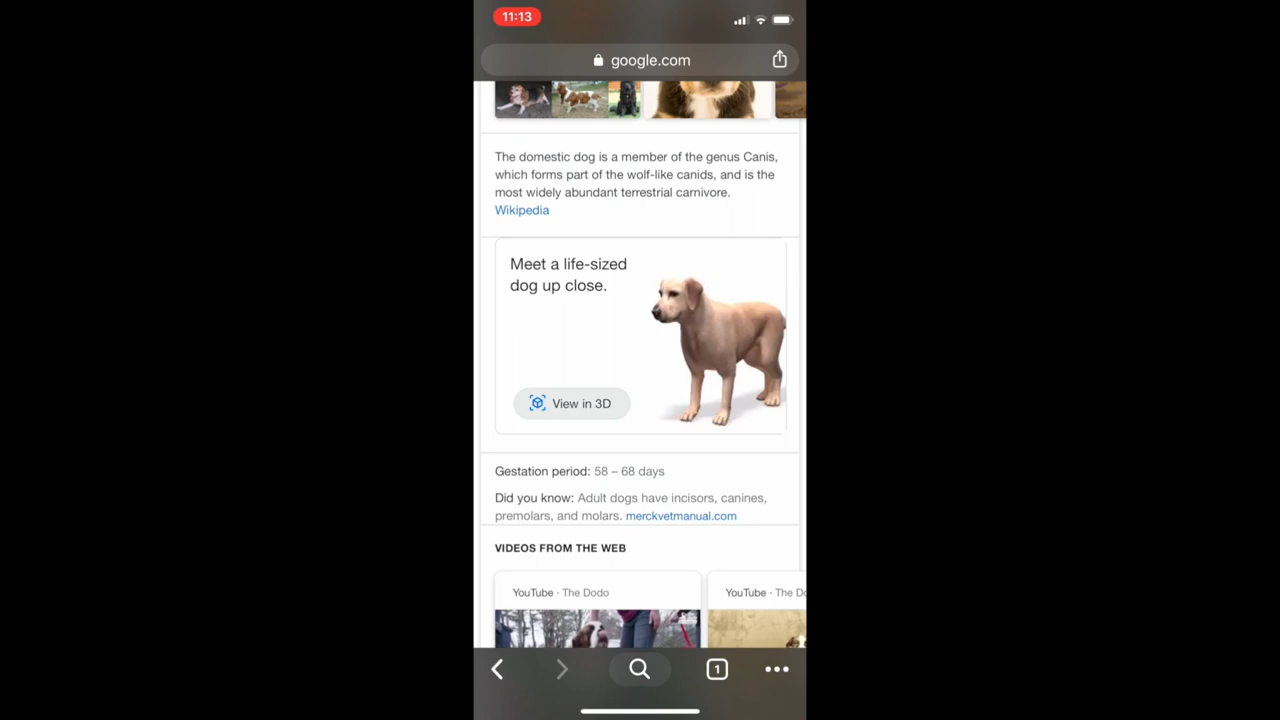 11:13
google.com
The domestic dog is a member of the genus Canis,
which forms part of the wolf-like canids, and is the
most widely abundant terrestrial carnivore.
Wikipedia
Meet a life-sized
dog up close.
View in 3D
Gestation period: 58 – 68 days
Did you know: Adult dogs have incisors, canines,
premolars, and molars. merckvetmanual.com
VIDEOS FROM THE WEB
YouTube · The Dodo
YouTube · The Do
1